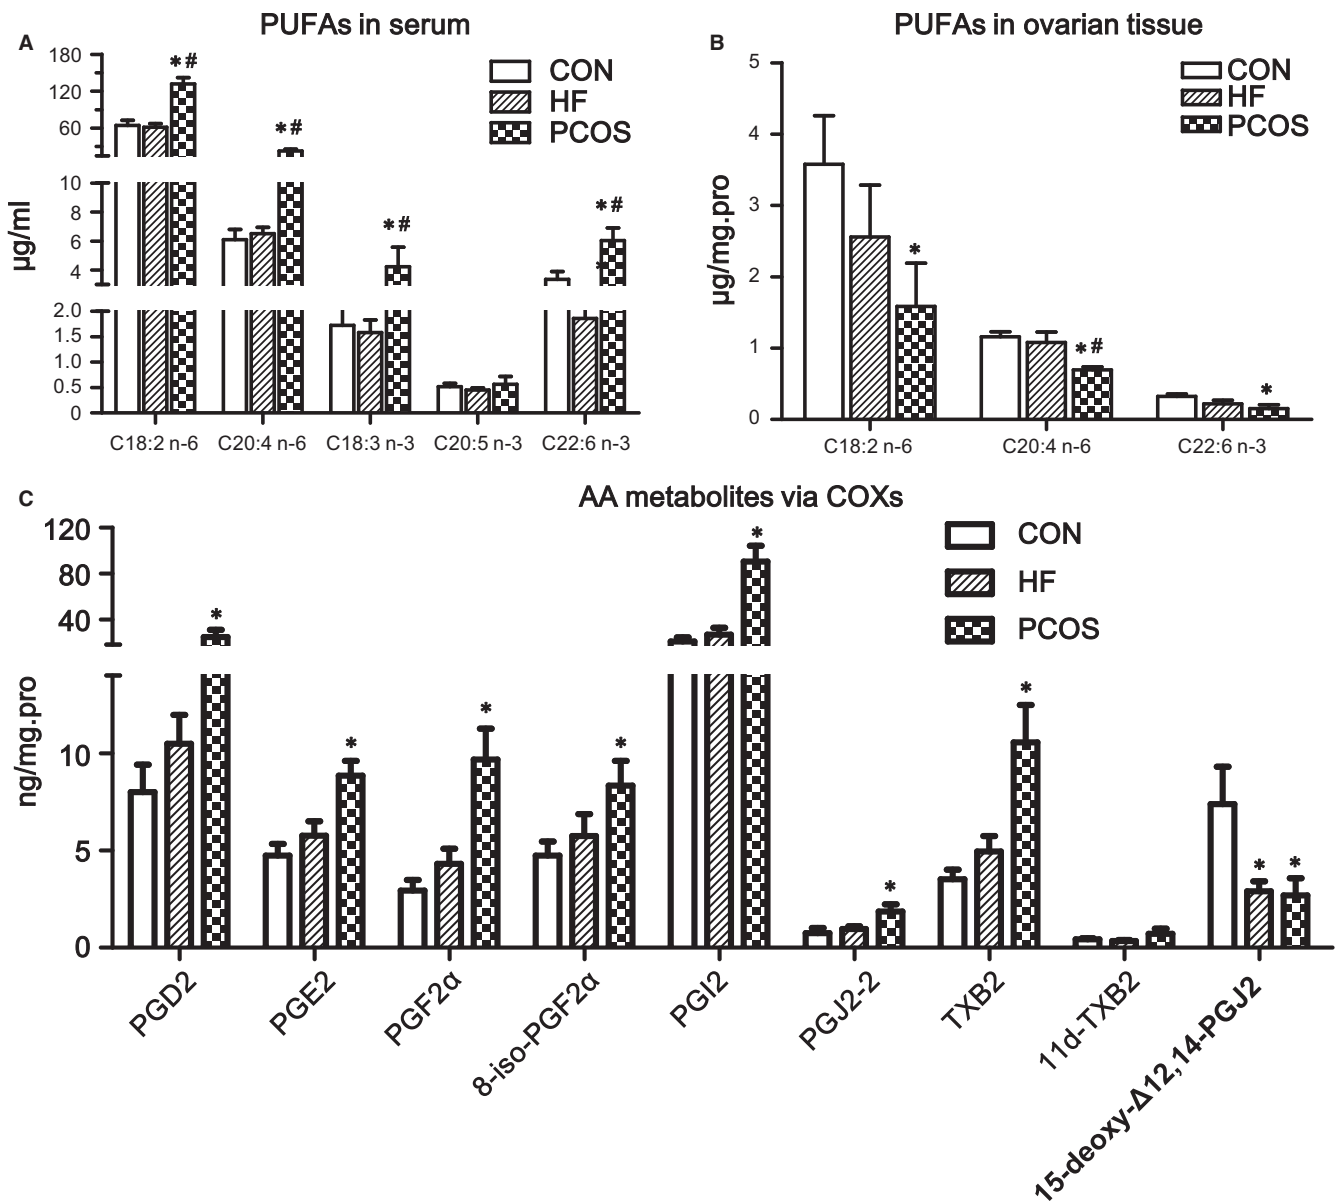 PUFAs in serum
A
180
120
60
10
8
6
4
2.0
1.5
1.0
0.5
0
µg/ml
*#
*#
*#
*
*#
CON
HF
PCOS
C18:2 n-6 C20:4 n-6 C18:3 n-3 C20:5 n-3 C22:6 n-3
PUFAs in ovarian tissue
B
5
4
3
2
1
0
µg/mg.pro
*
*#
*
CON
HF
PCOS
C18:2 n-6 C20:4 n-6 C22:6 n-3
C
AA metabolites via COXs
120
80
40
10
5
0
ng/mg.pro
*
*
*
*
*
*
*
*
*
CON
HF
PCOS
PGD2
PGE2
PGF2α
8-iso-PGF2α
PGI2
PGJ2-2
TXB2
11d-TXB2
15-deoxy-Δ12,14-PGJ2